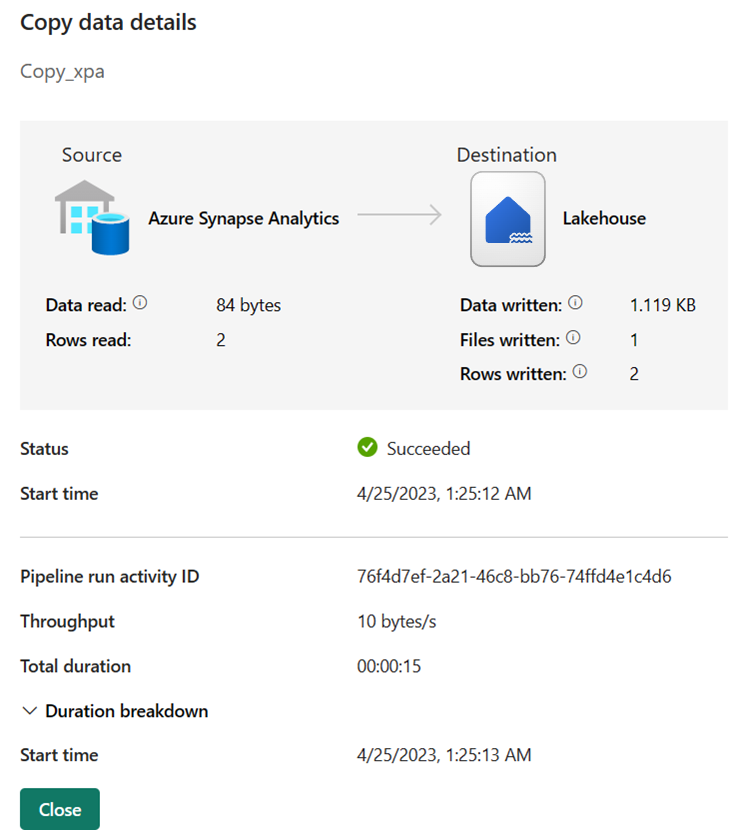 Copy data details
Copy_xpa
Source
Destination
Azure Synapse Analytics
Lakehouse
Data read: 84 bytes
Data written: 1.119 KB
Rows read: 2
Files written: 1
Rows written: 2
Status Succeeded
Start time 4/25/2023, 1:25:12 AM
Pipeline run activity ID 76f4d7ef-2a21-46c8-bb76-74ffd4e1c4d6
Throughput 10 bytes/s
Total duration 00:00:15
Duration breakdown
Start time 4/25/2023, 1:25:13 AM
Close